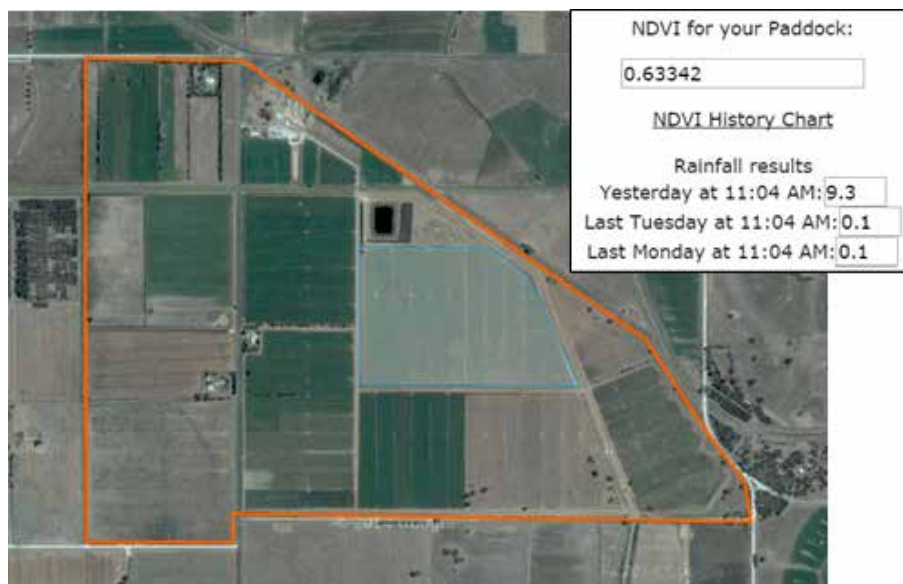 NDVI for your Paddock:
0.63342
NDVI History Chart
Rainfall results
Yesterday at 11:04 AM: 9.3
Last Tuesday at 11:04 AM: 0.1
Last Monday at 11:04 AM: 0.1